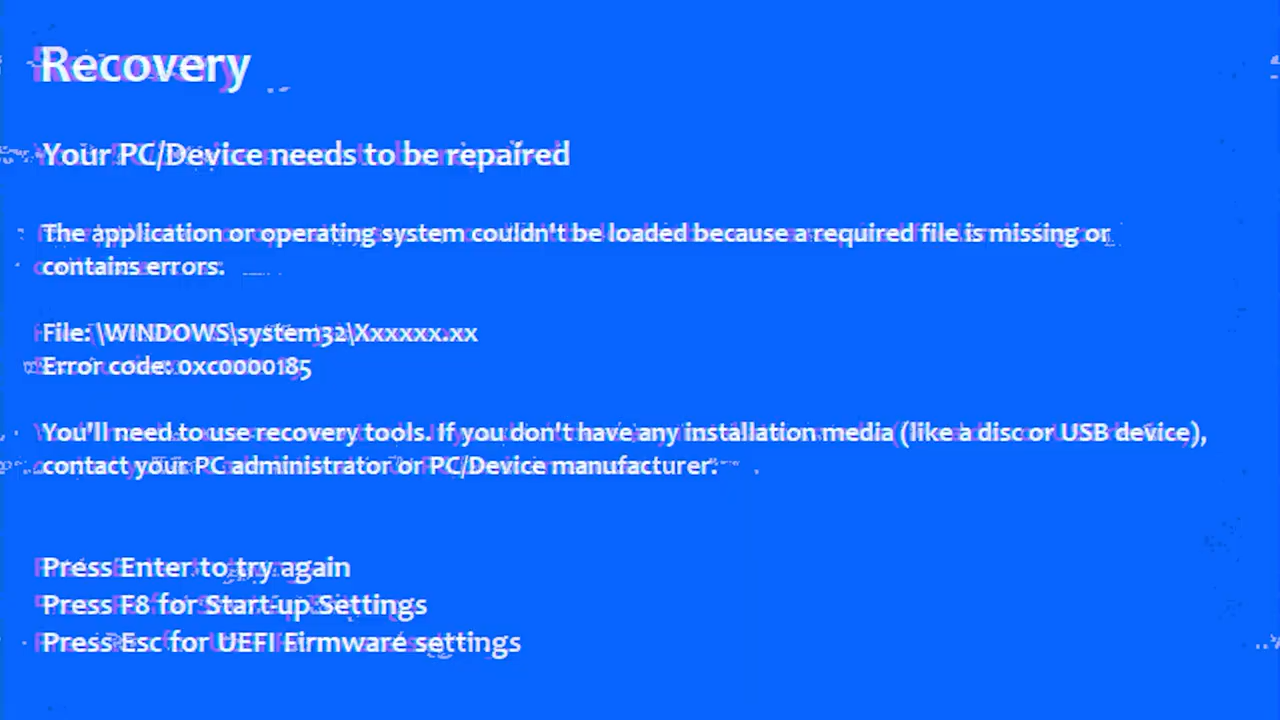 Recovery
Your PC/Device needs to be repaired
The application or operating system couldn't be loaded because a required file is missing or
contains errors.
File: \WINDOWS\system32\Xxxxxx.xx
Error code: 0xc0000185
You'll need to use recovery tools. If you don't have any installation media (like a disc or USB device),
contact your PC administrator or PC/Device manufacturer.
Press Enter to try again
Press F8 for Start-up Settings
Press Esc for UEFI Firmware settings